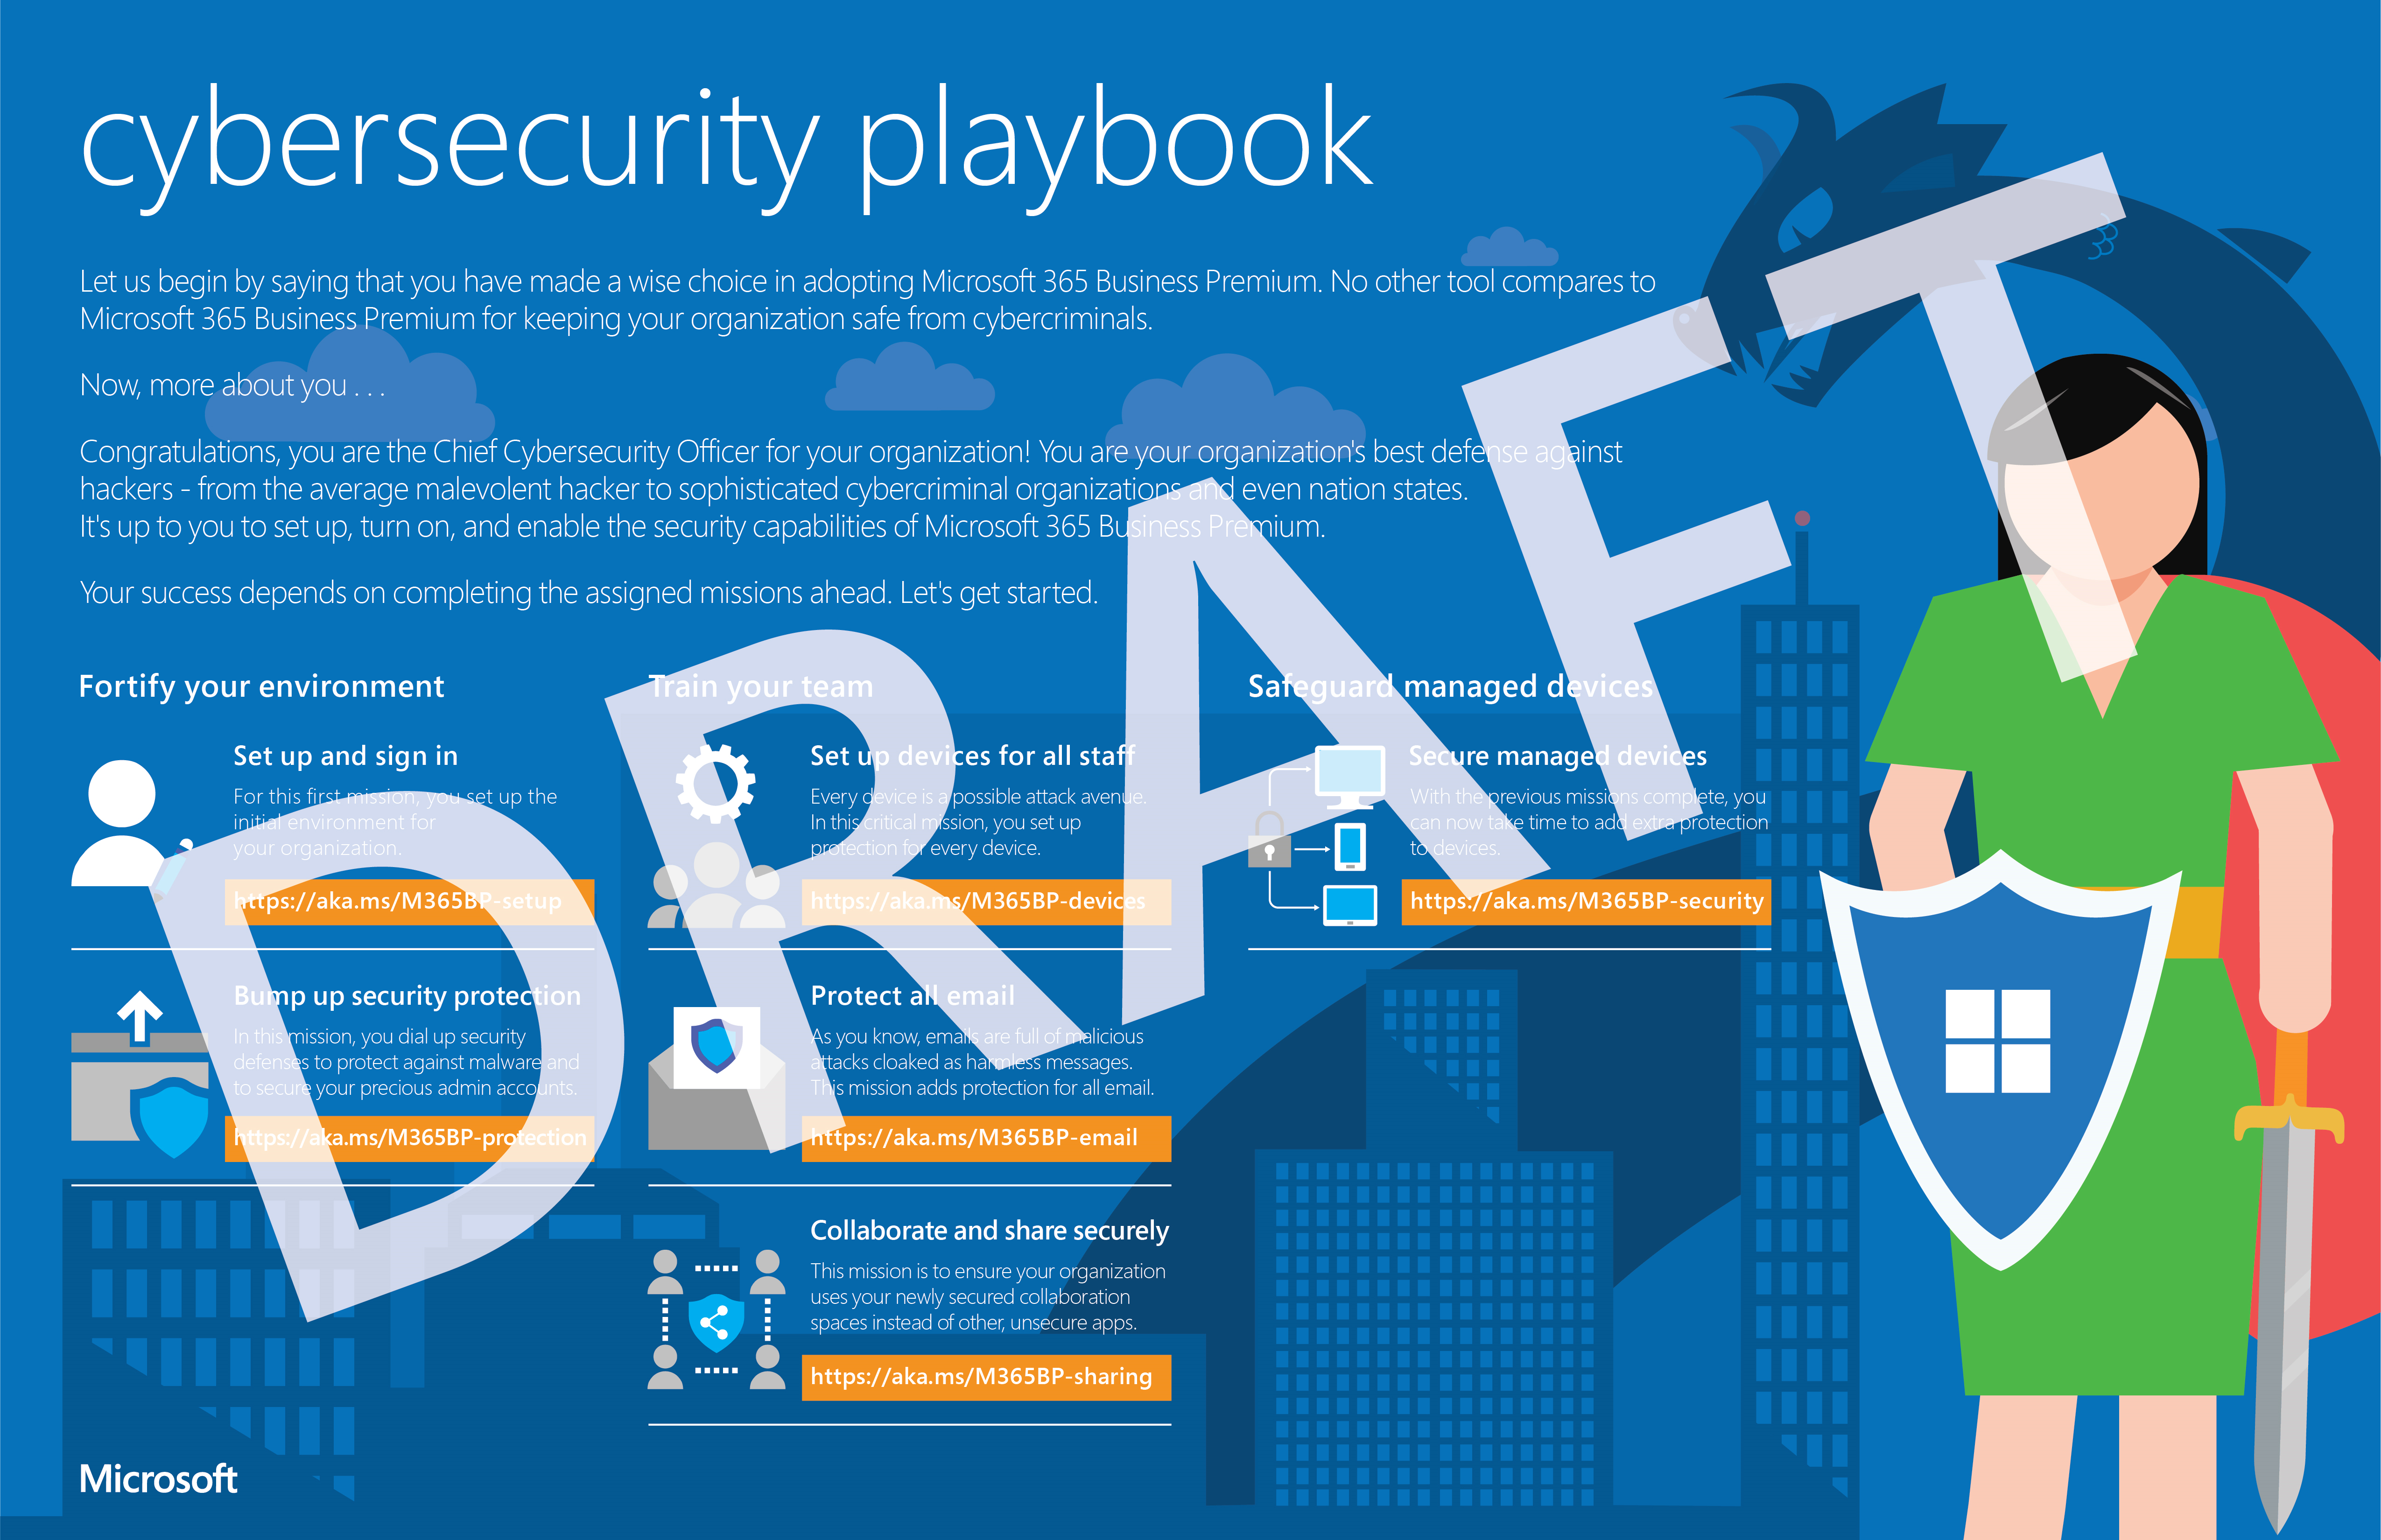 cybersecurity playbook
Let us begin by saying that you have made a wise choice in adopting Microsoft 365 Business Premium. No other tool compares to
Microsoft 365 Business Premium for keeping your organization safe from cybercriminals.
Now, more about you . . .
Congratulations, you are the Chief Cybersecurity Officer for your organization! You are your organization's best defense against
hackers - from the average malevolent hacker to sophisticated cybercriminal organizations and even nation states.
It's up to you to set up, turn on, and enable the security capabilities of Microsoft 365 Business Premium.
Your success depends on completing the assigned missions ahead. Let's get started.
Fortify your environment
Set up and sign in
For this first mission, you set up the
initial environment for
your organization.
https://aka.ms/M365BP-setup
Bump up security protection
In this mission, you dial up security
defenses to protect against malware and
to secure your precious admin accounts.
https://aka.ms/M365BP-protection
Train your team
Set up devices for all staff
Every device is a possible attack avenue.
In this critical mission, you set up
protection for every device.
https://aka.ms/M365BP-devices
Protect all email
As you know, emails are full of malicious
attacks cloaked as harmless messages.
This mission adds protection for all email.
https://aka.ms/M365BP-email
Collaborate and share securely
This mission is to ensure your organization
uses your newly secured collaboration
spaces instead of other, unsecure apps.
https://aka.ms/M365BP-sharing
Safeguard managed devices
Secure managed devices
With the previous missions complete, you
can now take time to add extra protection
to devices.
https://aka.ms/M365BP-security
DRAFT
Microsoft